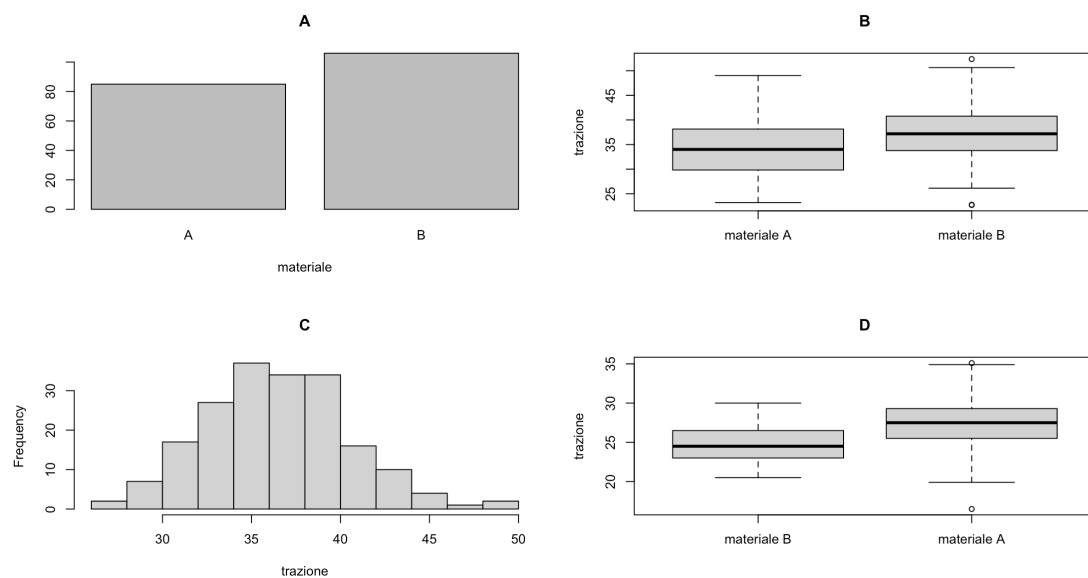 A
0 20 40 60 80
A B
materiale
B
trazione
25 35 45
materiale A materiale B
C
Frequency
0 10 20 30
30 35 40 45 50
trazione
D
trazione
20 25 30 35
materiale B materiale A